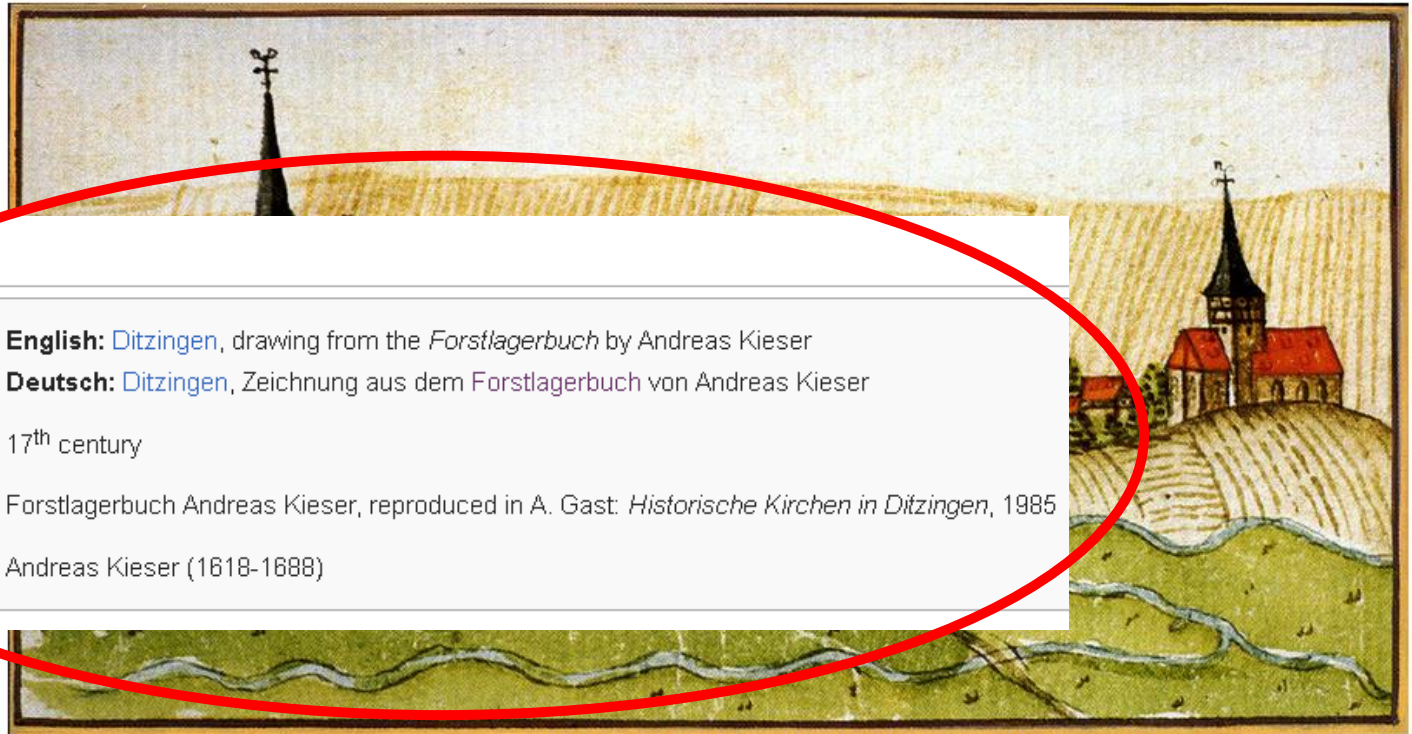 English: Ditzingen, drawing from the Forstlagerbuch by Andreas Kieser
Deutsch: Ditzingen, Zeichnung aus dem Forstlagerbuch von Andreas Kieser
17th century
Forstlagerbuch Andreas Kieser, reproduced in A. Gast: Historische Kirchen in Ditzingen, 1985
Andreas Kieser (1618-1688)